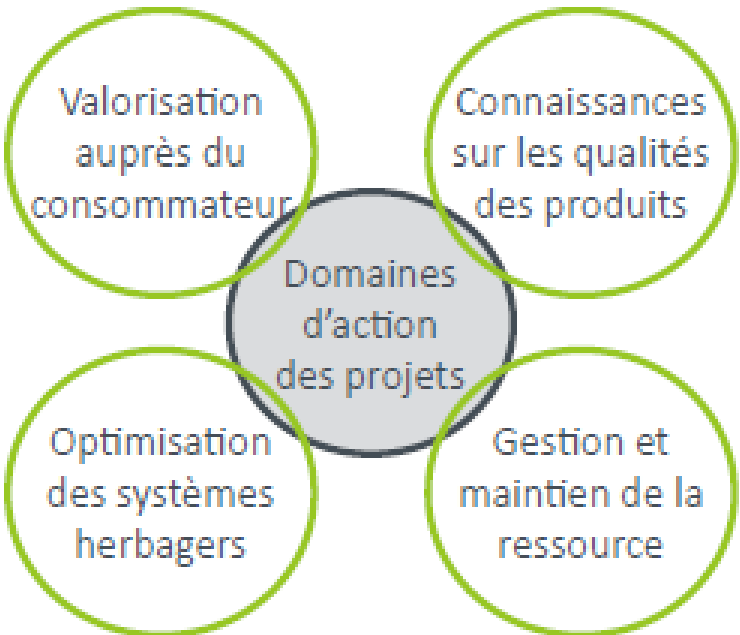 Valorisation
auprès du
consommateur
Connaissances
sur les qualités
des produits
Domaines
d’action
des projets
Optimisation
des systèmes
herbagers
Gestion et
maintien de la
ressource